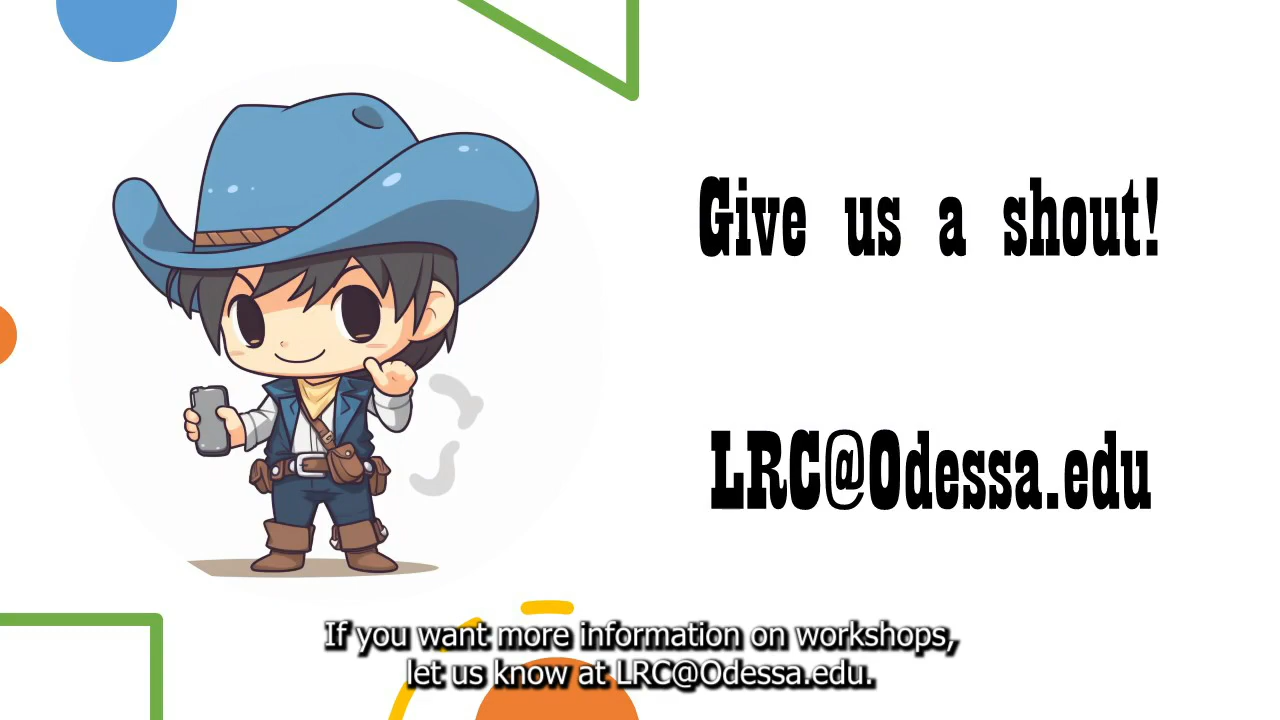 Give us a shout!
LRC@Odessa.edu
If you want more information on workshops,
let us know at LRC@Odessa.edu.